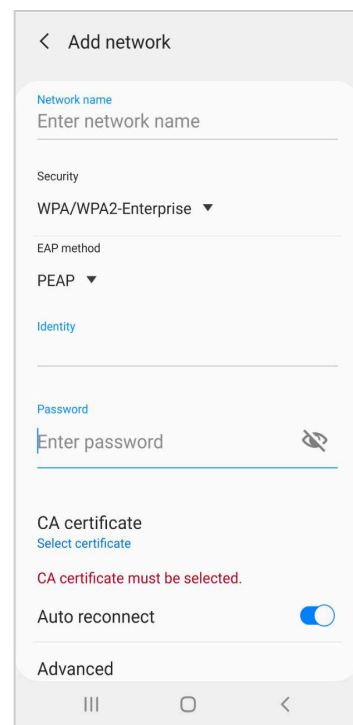 Add network
Network name
Enter network name
Security
WPA/WPA2-Enterprise
EAP method
PEAP
Identity
Password
Enter password
CA certificate
Select certificate
CA certificate must be selected.
Auto reconnect
Advanced